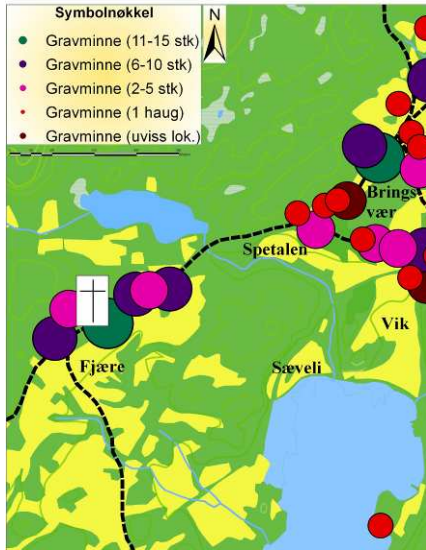 Symbolnøkkel
Gravminne (11-15 stk)
Gravminne (6-10 stk)
Gravminne (2-5 stk)
Gravminne (1 haug)
Gravminne (uviss lok.)
N
Brings
vær
Spetalen
Vik
Fjære
Sæveli